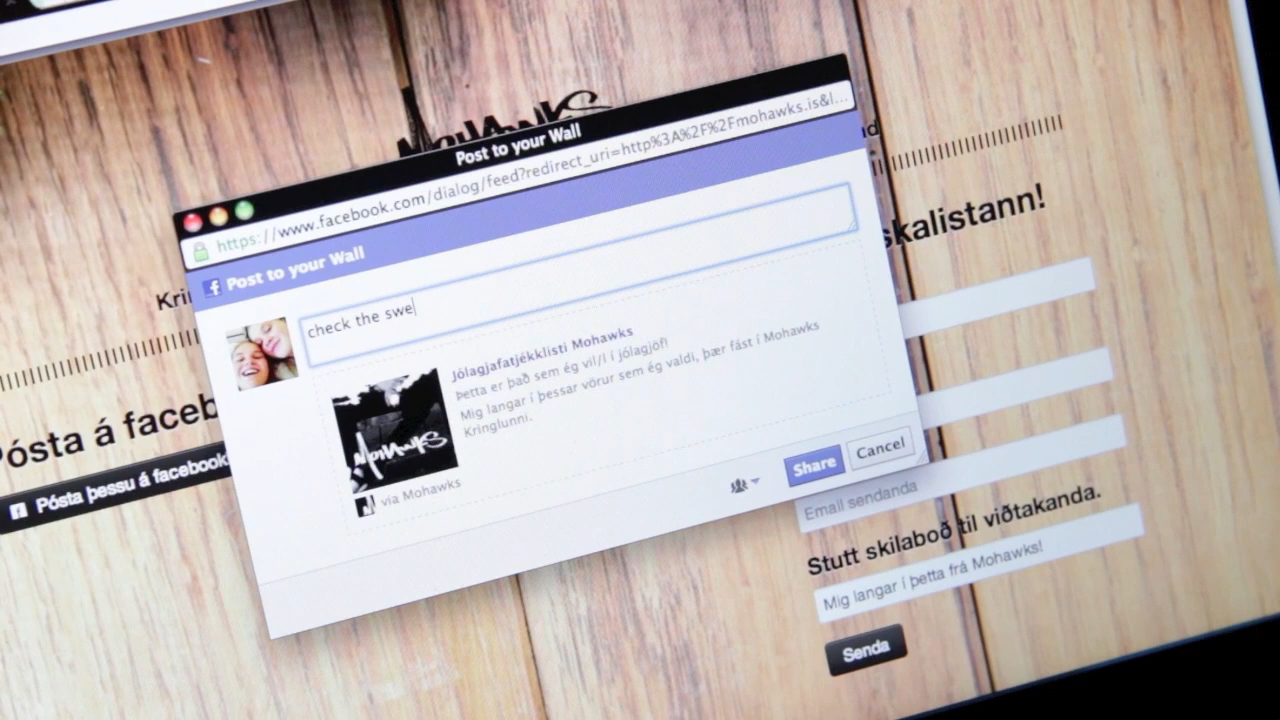 MOHAWKS
Post to your Wall
https://www.facebook.com/dialog/feed?redirect_uri=http%3A%2F%2Fmohawks.is&l...
Post to your Wall
check the swe
Jólagjafatjékklisti Mohawks
Þetta er það sem ég vil/l í jólagjöf!
Mig langar í þessar vörur sem ég valdi, þær fást í Mohawks
Kringlunni.
MOHAWKS
via Mohawks
Share
Cancel
Kri
Pósta á faceb
Pósta þessu á facebook
skalistann!
Email sendanda
Stutt skilaboð til viðtakanda.
Mig langar í þetta frá Mohawks!
Senda